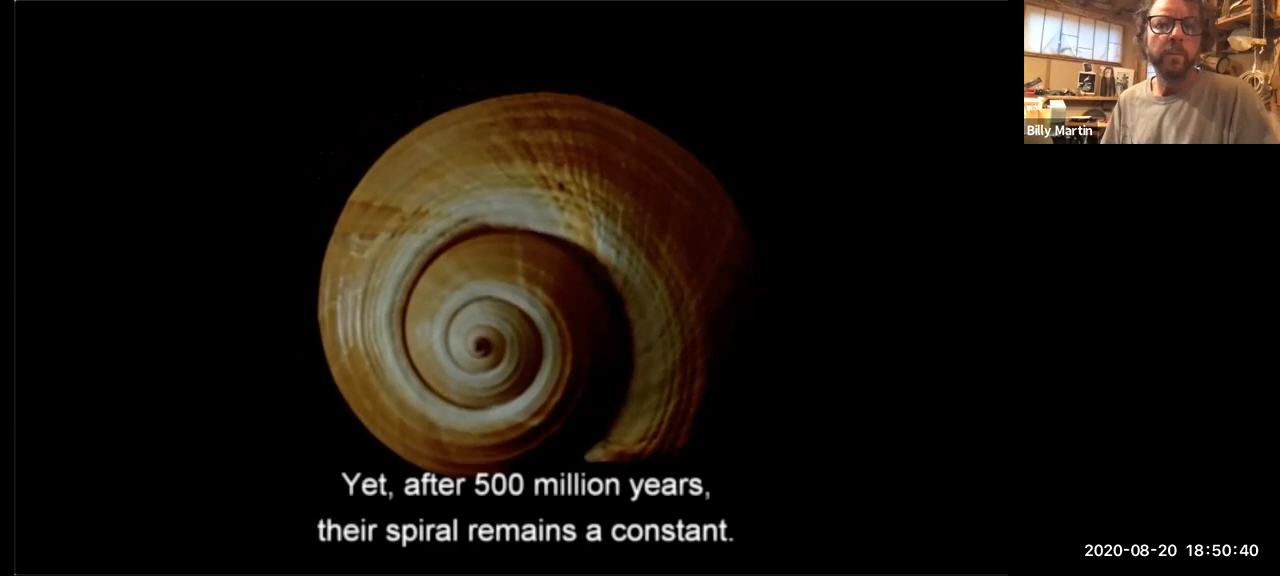 Billy Martin
Yet, after 500 million years,
their spiral remains a constant.
2020-08-20 18:50:40